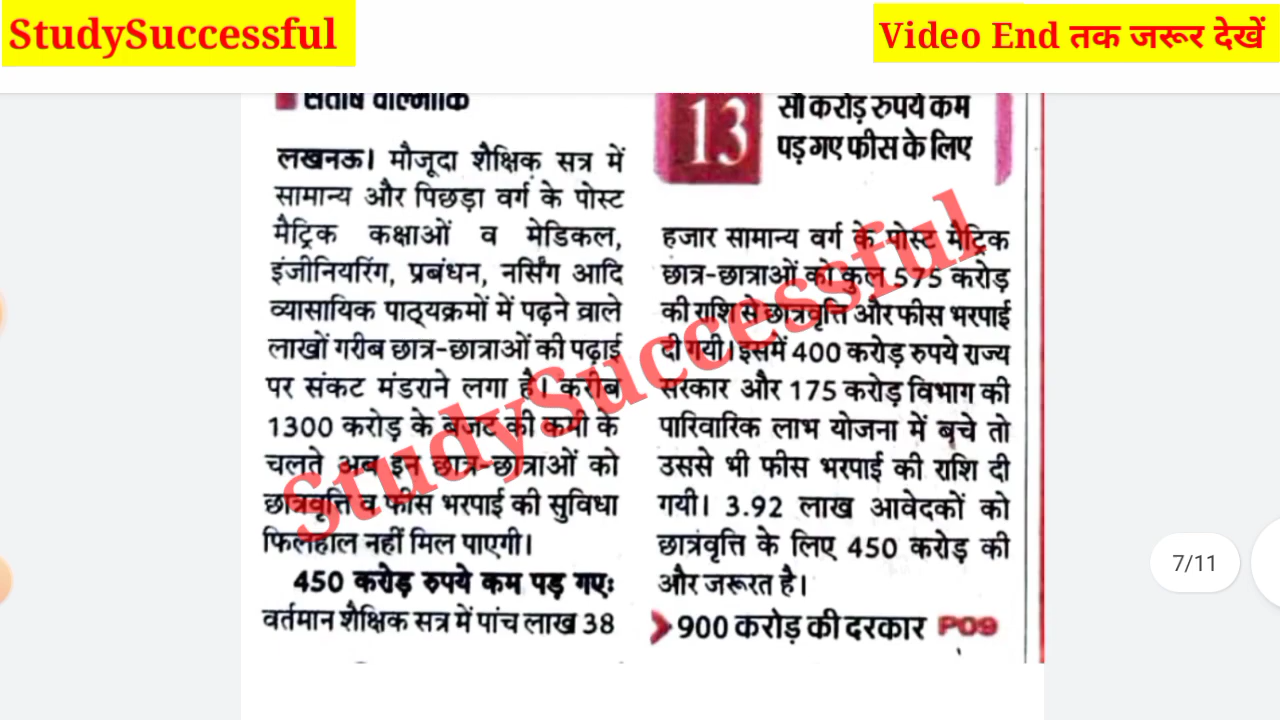 StudySuccessful
Video End तक जरूर देखें
संतोष वाल्मीकि
लखनऊ। मौजूदा शैक्षिक सत्र में
सामान्य और पिछड़ा वर्ग के पोस्ट
मैट्रिक कक्षाओं व मेडिकल,
इंजीनियरिंग, प्रबंधन, नर्सिंग आदि
व्यासायिक पाठ्यक्रमों में पढ़ने वाले
लाखों गरीब छात्र-छात्राओं की पढ़ाई
पर संकट मंडराने लगा है। करीब
1300 करोड़ के बजट की कमी के
चलते अब इन छात्र-छात्राओं को
छात्रवृत्ति व फीस भरपाई की सुविधा
फिलहाल नहीं मिल पाएगी।
450 करोड़ रुपये कम पड़ गएः
वर्तमान शैक्षिक सत्र में पांच लाख 38
13
सौ करोड़ रुपये कम
पड़ गए फीस के लिए
हजार सामान्य वर्ग के पोस्ट मैट्रिक
छात्र-छात्राओं को कुल 575 करोड़
की राशि से छात्रवृत्ति और फीस भरपाई
दी गयी। इसमें 400 करोड़ रुपये राज्य
सरकार और 175 करोड़ विभाग की
पारिवारिक लाभ योजना में बचे तो
उससे भी फीस भरपाई की राशि दी
गयी। 3.92 लाख आवेदकों को
छात्रंवृत्ति के लिए 450 करोड़ की
और जरूरत है।
900 करोड़ की दरकार P09
StudySuccessful
7/11